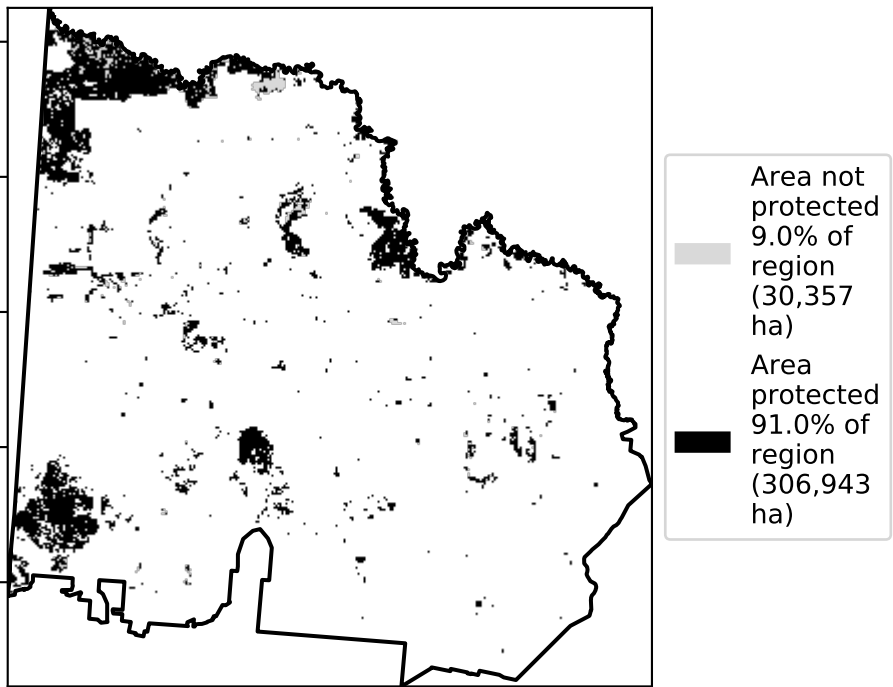 Area not
protected
9.0% of
region
(30,357
ha)
Area
protected
91.0% of
region
(306,943
ha)